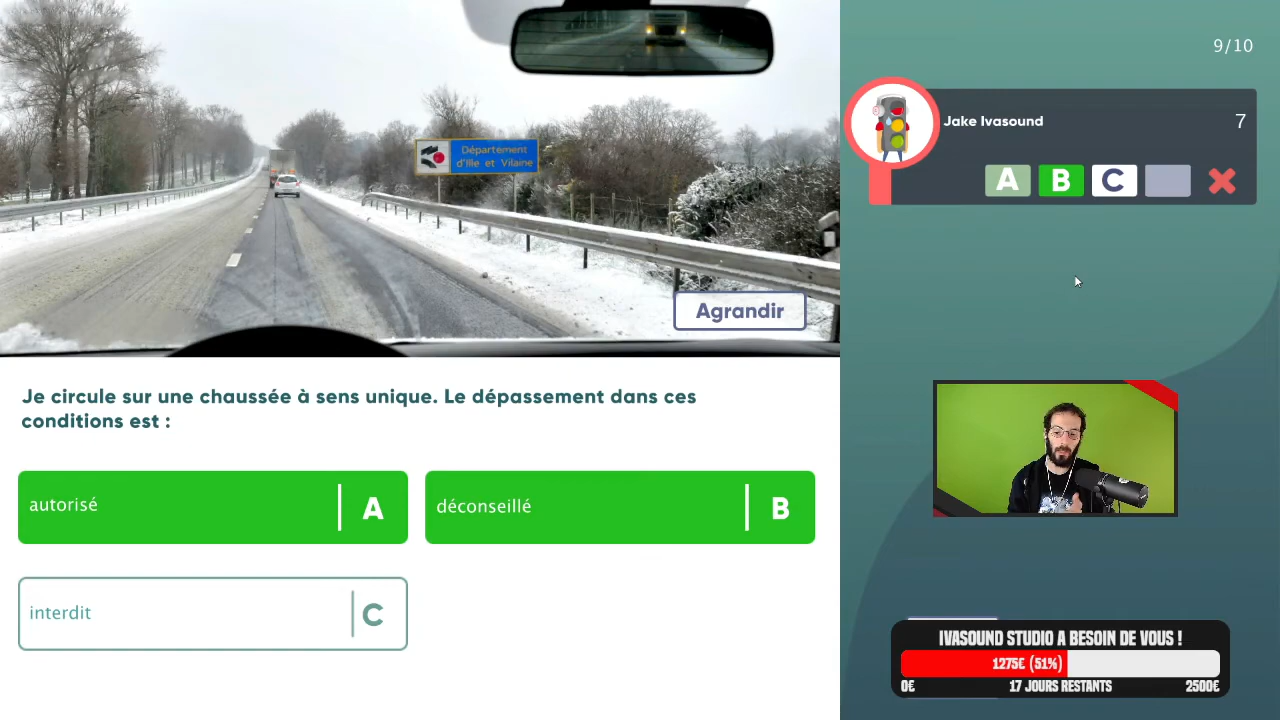 Département
d'Ille et Vilaine
Agrandir
Je circule sur une chaussée à sens unique. Le dépassement dans ces
conditions est :
autorisé
A
déconseillé
B
interdit
C
9/10
Jake Ivasound
7
A
B
C
IVASOUND STUDIO A BESOIN DE VOUS !
1275€ (51%)
0€
17 JOURS RESTANTS
2500€